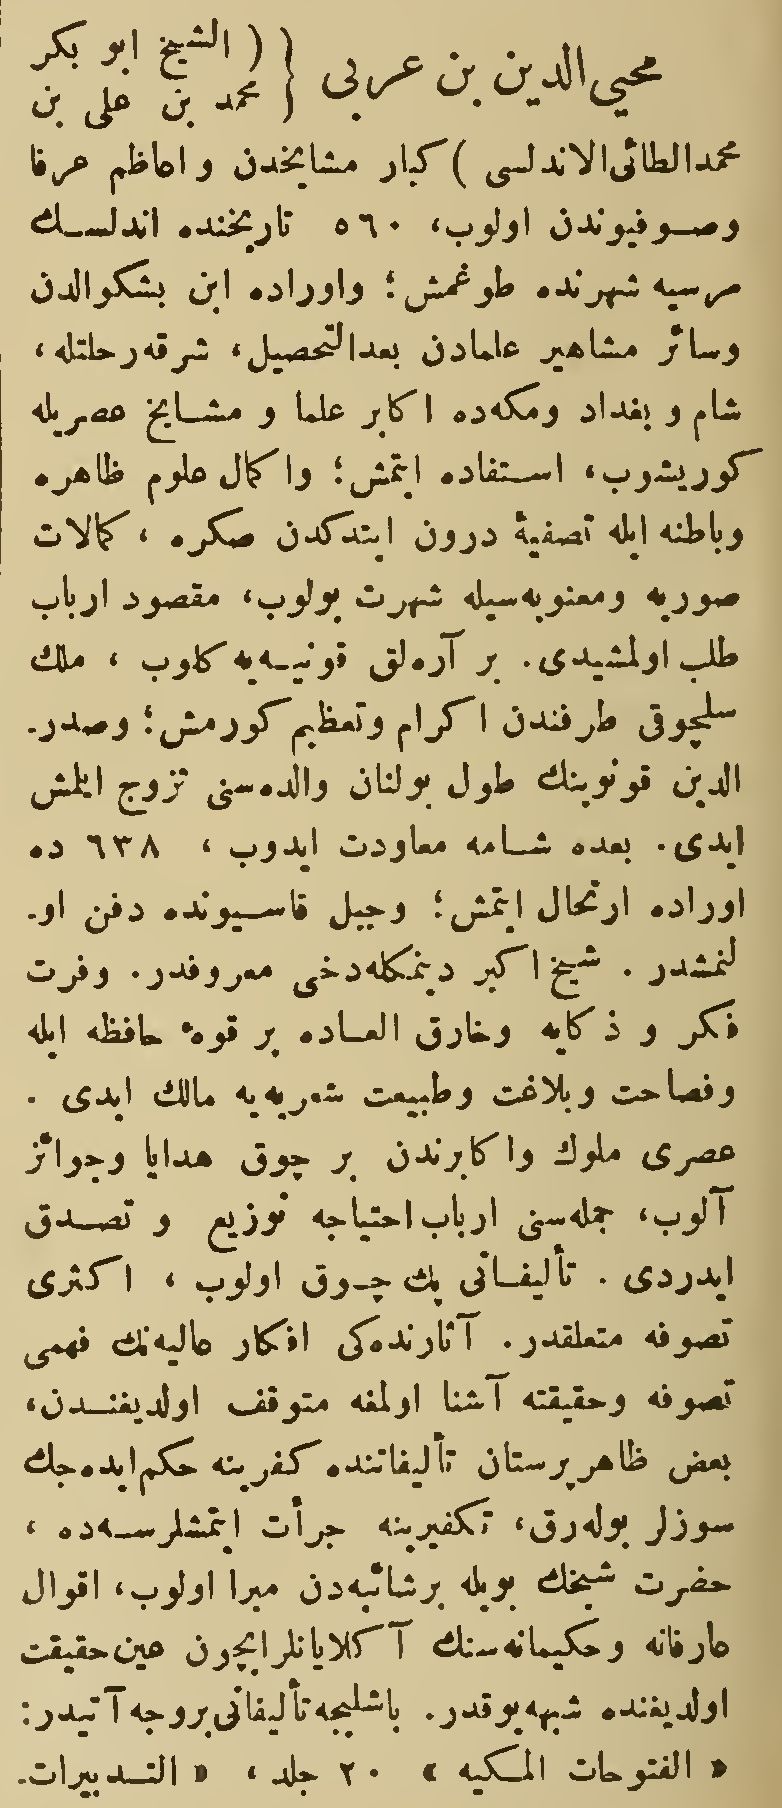 محيي الدين بن عربى { ( الشيخ ابو بكر
محمد بن على بن
محمد الطائى الاندلسى ) كبار مشايخدن و اعاظم عرفا
وصوفيوندن اولوب، ٥٦٠ تاريخنده اندلسك
مرسيه شهرنده طوغمش؛ واوراده ابن بشكوالدن
وسائر مشاهير علمادن بعدالتحصيل، شرقه رحلتله،
شام و بغداد ومكه‌ده اكابر علما و مشايخ عصريله
كوريشوب، استفاده ايتمش؛ واكمال علوم ظاهره
وباطنه ايله تصفيۀ درون ايتدكدن صكره ، كمالات
صوريه ومعنويه‌سيله شهرت بولوب، مقصود ارباب
طلب اولمشيدى. بر آره‌لق قونيه‌يه كلوب ، ملك
سلجوقى طرفندن اكرام وتعظيم كورمش؛ وصدر.
الدين قونوينك طول بولنان والده‌سنى تزوج ايلمش
ايدى. بعده شامه معاودت ايدوب ، ٦٣٨ ده
اوراده ارتحال ايتمش؛ وجبل قاسيونده دفن او.
لنمشدر . شيخ اكبر ديمكله‌دخى معروفدر. وفرت
فكر و ذكايه وخارق العاده بر قوۀ حافظه ايله
وفصاحت وبلاغت وطبيعت شعريه‌يه مالك ايدى .
عصرى ملوك واكابرندن بر چوق هدايا وجوائز
آلوب، جمله‌سنى ارباب احتياجه توزيع و تصدق
ايدردى . تأليفاتى پك چوق اولوب ، اكثرى
تصوفه متعلقدر. آثارنده‌كى افكار عاليه‌نك فهمى
تصوفه وحقيقته آشنا اولمغه متوقف اولديغندن،
بعض ظاهرپرستان تأليفاتنده كفرينه حكم ايده‌جك
سوزلر بوله‌رق، تكفيرينه جرأت ايتمشلرسه‌ده ،
حضرت شيخك بويله برشائبه‌دن مبرا اولوب، اقوال
عارفانه وحكيمانه‌سنك آكلايانلرايچون عين حقيقت
اولديغنده شبهه‌يوقدر. باشليجه تأليفاتى بروجه آتيدر:
« الفتوحات المكيه » ٢٠ جلد ، « التدبيرات.